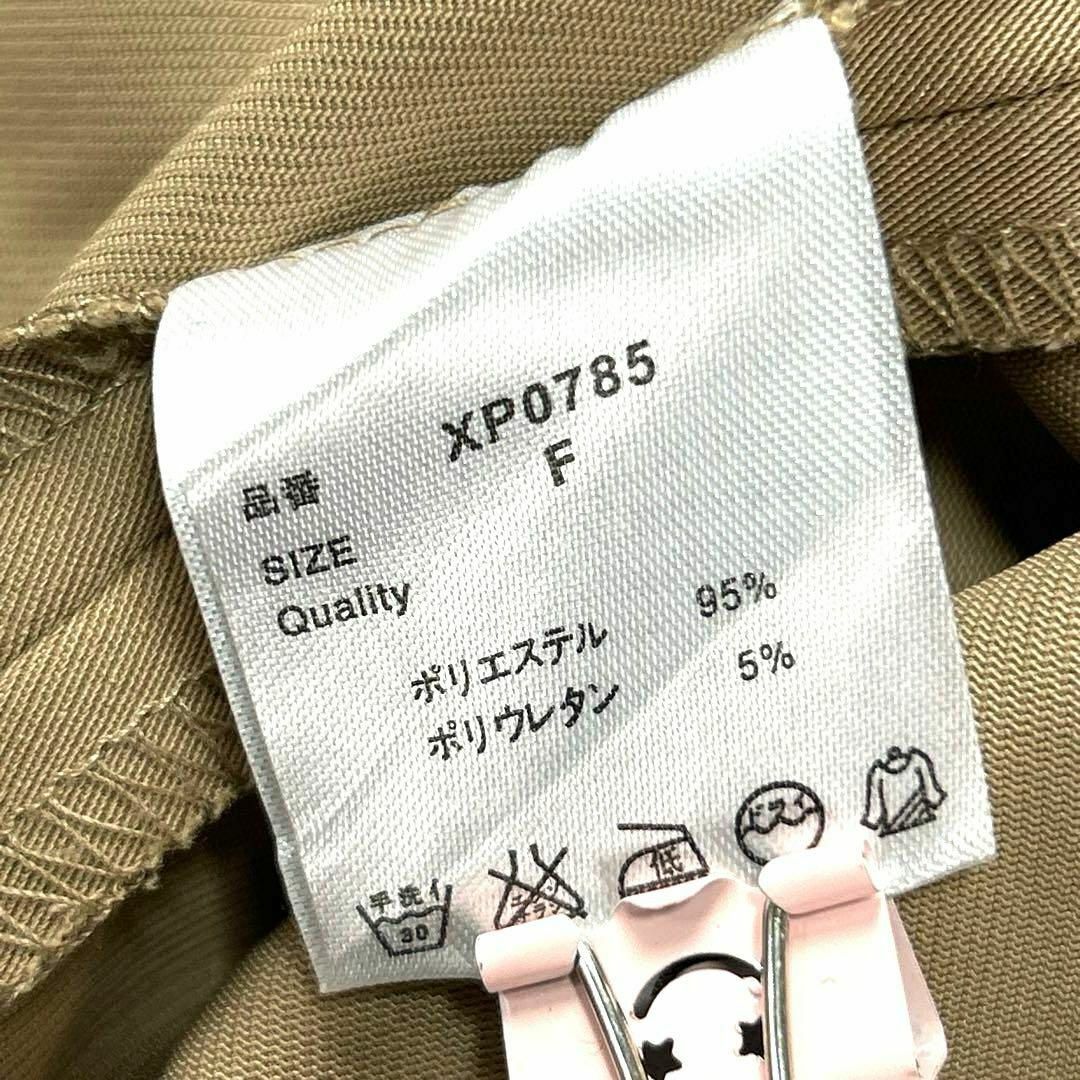 品番 XP0785
SIZE F
Quality
ポリエステル 95%
ポリウレタン 5%
手洗イ
30
低
ドライ